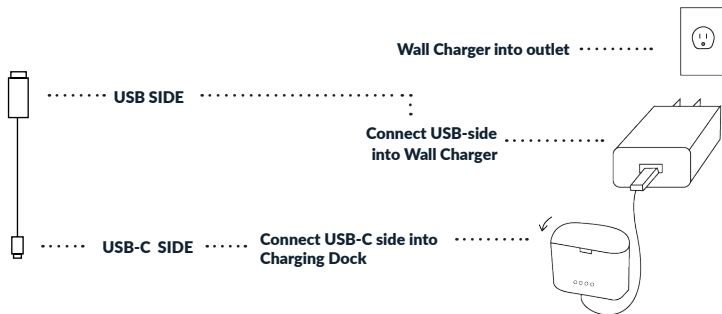 Wall Charger into outlet
USB SIDE
Connect USB-side
into Wall Charger
USB-C SIDE
Connect USB-C side into
Charging Dock